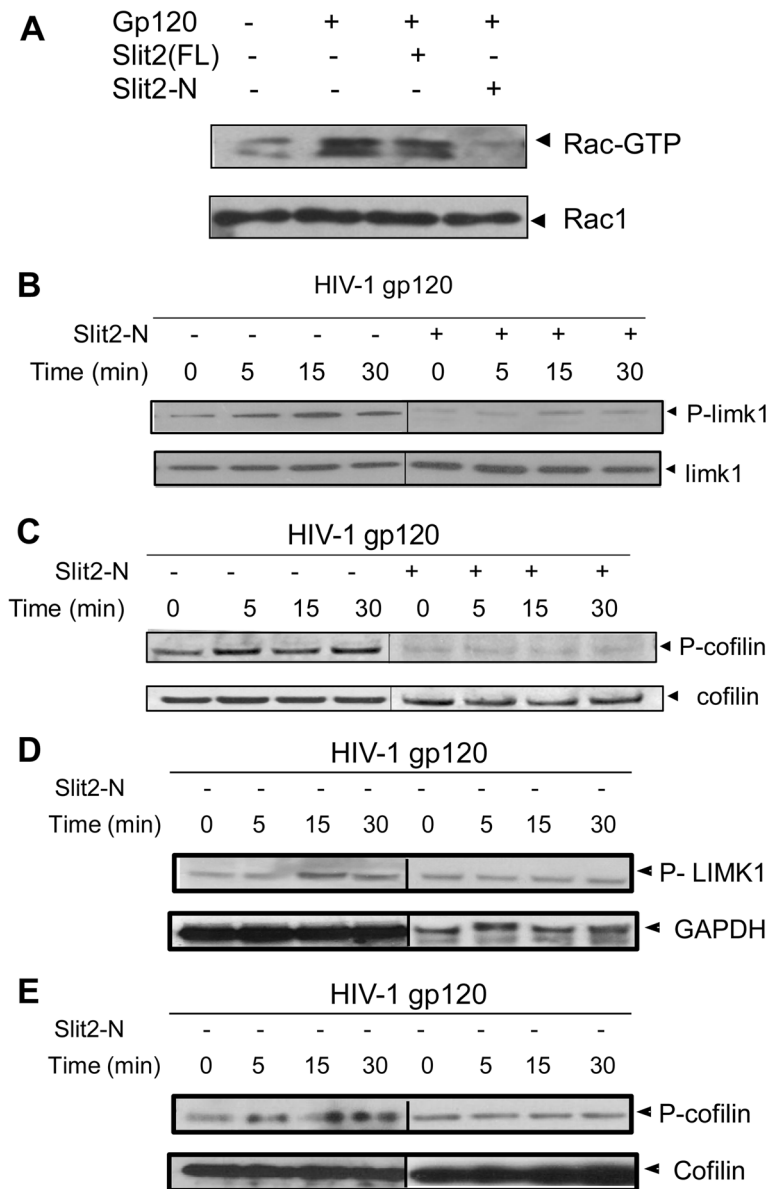 A
Gp120 - + + +
Slit2(FL) - - + -
Slit2-N - - - +
Rac-GTP
Rac1
B
HIV-1 gp120
Slit2-N - - - - + + + +
Time (min) 0 5 15 30 0 5 15 30
P-limk1
limk1
C
HIV-1 gp120
Slit2-N - - - - + + + +
Time (min) 0 5 15 30 0 5 15 30
P-cofilin
cofilin
D
HIV-1 gp120
Slit2-N - - - - - - - -
Time (min) 0 5 15 30 0 5 15 30
P- LIMK1
GAPDH
E
HIV-1 gp120
Slit2-N - - - - - - - -
Time (min) 0 5 15 30 0 5 15 30
P-cofilin
Cofilin